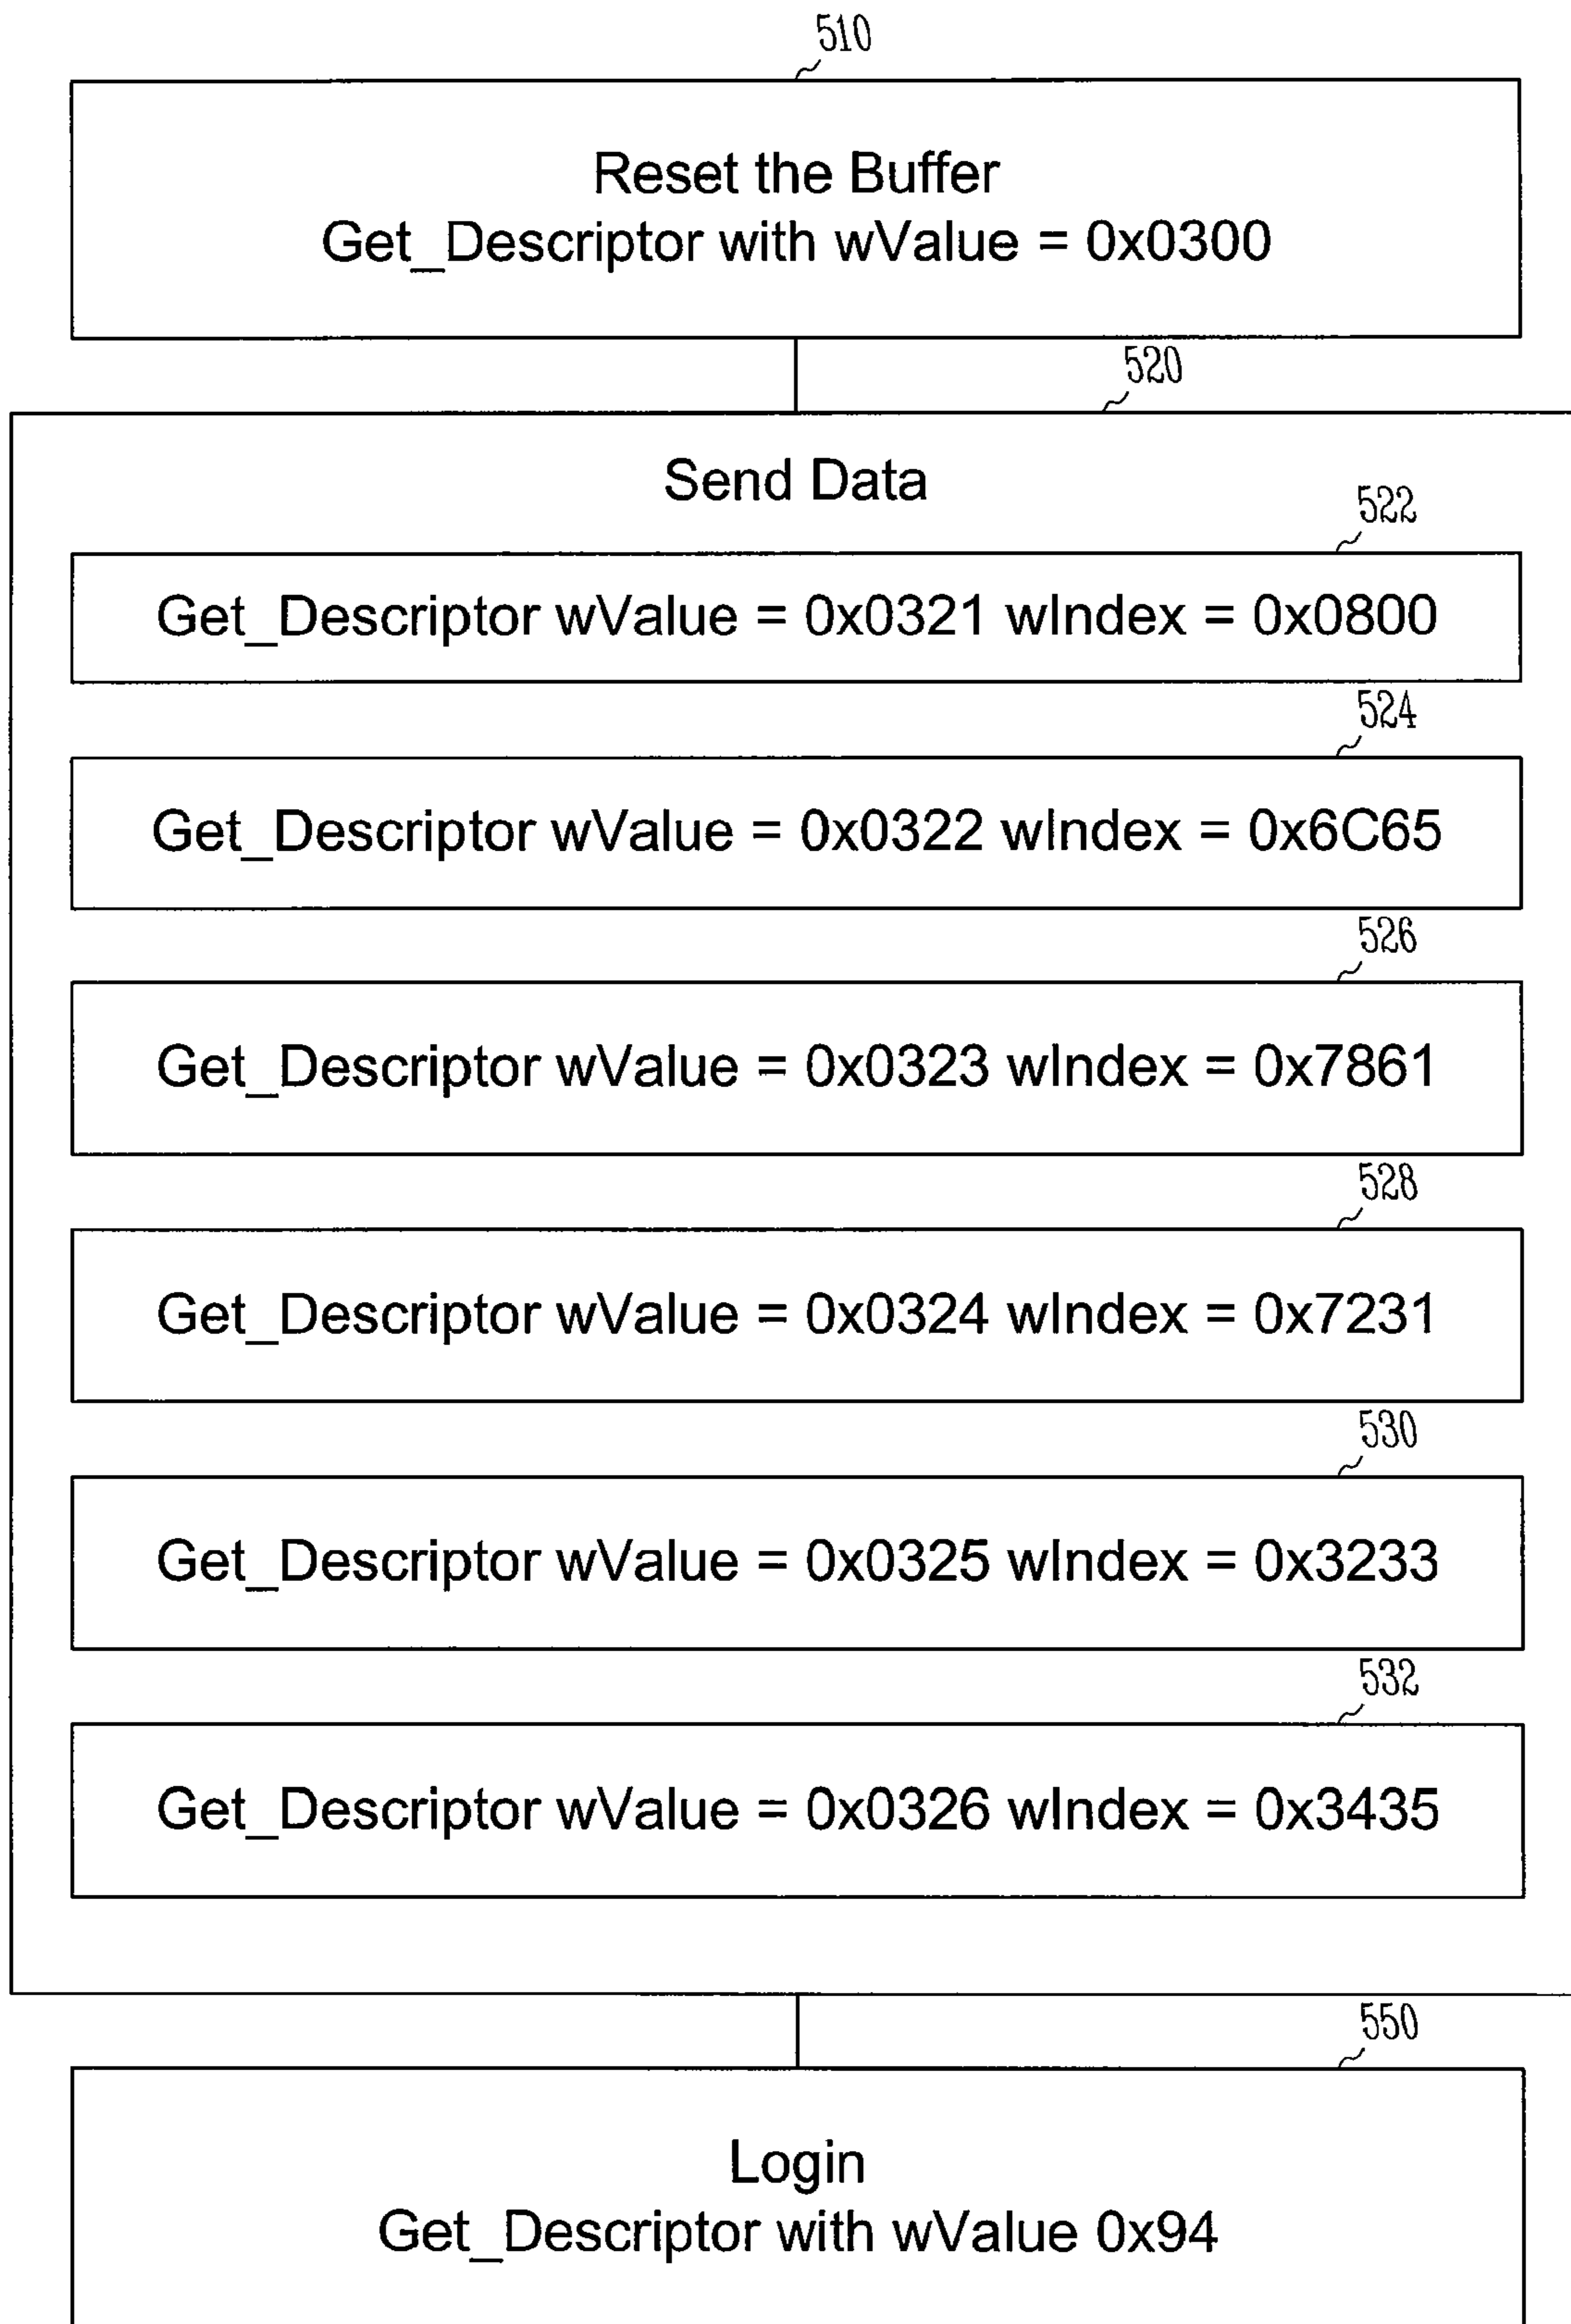 510
Reset the Buffer
Get_Descriptor with wValue = 0x0300
520
Send Data
522
Get_Descriptor wValue = 0x0321 wIndex = 0x0800
524
Get_Descriptor wValue = 0x0322 wIndex = 0x6C65
526
Get_Descriptor wValue = 0x0323 wIndex = 0x7861
528
Get_Descriptor wValue = 0x0324 wIndex = 0x7231
530
Get_Descriptor wValue = 0x0325 wIndex = 0x3233
532
Get_Descriptor wValue = 0x0326 wIndex = 0x3435
550
Login
Get_Descriptor with wValue 0x94